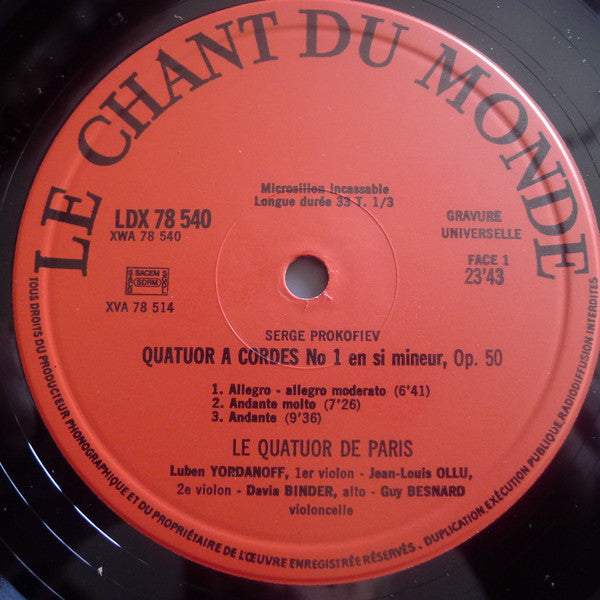 LE CHANT DU MONDE
Microsillon incassable
Longue durée 33 T. 1/3
LDX 78 540
XWA 78 540
GRAVURE
UNIVERSELLE
SACEM
SDRM
FACE 1
23'43
XVA 78 514
SERGE PROKOFIEV
QUATUOR A CORDES No 1 en si mineur, Op. 50
1. Allegro - allegro moderato (6'41)
2. Andante molto (7'26)
3. Andante (9'36)
LE QUATUOR DE PARIS
Luben YORDANOFF, 1er violon - Jean-Louis OLLU,
2e violon - Davia BINDER, alto - Guy BESNARD
violoncelle
TOUS DROITS DU PRODUCTEUR PHONOGRAPHIQUE ET DU PROPRIÉTAIRE DE L'ŒUVRE ENREGISTRÉE RÉSERVÉS. DUPLICATION, EXÉCUTION PUBLIQUE, RADIODIFFUSION INTERDITES